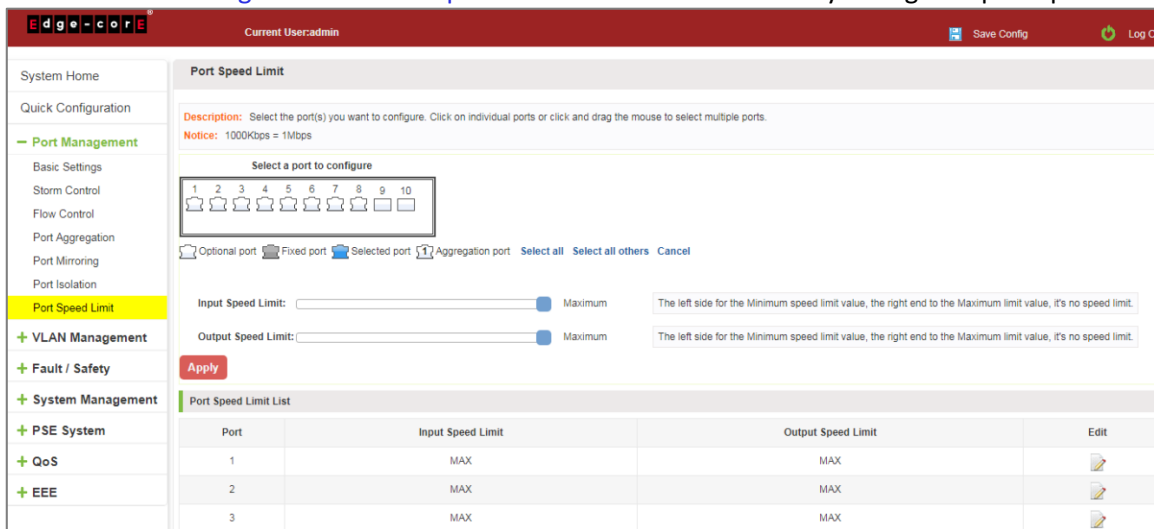 Edge-corE®
Current User:admin
Save Config
Log O
System Home
Quick Configuration
− Port Management
Basic Settings
Storm Control
Flow Control
Port Aggregation
Port Mirroring
Port Isolation
Port Speed Limit
+ VLAN Management
+ Fault / Safety
+ System Management
+ PSE System
+ QoS
+ EEE
Port Speed Limit
Description: Select the port(s) you want to configure. Click on individual ports or click and drag the mouse to select multiple ports.
Notice: 1000Kbps = 1Mbps
Select a port to configure
1 2 3 4 5 6 7 8 9 10
Optional port Fixed port Selected port 1 Aggregation port Select all Select all others Cancel
Input Speed Limit: Maximum The left side for the Minimum speed limit value, the right end to the Maximum limit value, it's no speed limit.
Output Speed Limit: Maximum The left side for the Minimum speed limit value, the right end to the Maximum limit value, it's no speed limit.
Apply
Port Speed Limit List
Port Input Speed Limit Output Speed Limit Edit
1 MAX MAX
2 MAX MAX
3 MAX MAX